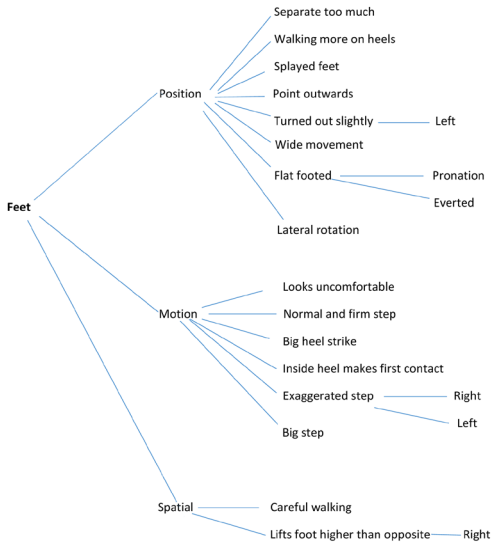 Separate too much
Walking more on heels
Splayed feet
Position
Point outwards
Turned out slightly
Left
Wide movement
Flat footed
Pronation
Everted
Feet
Lateral rotation
Looks uncomfortable
Motion
Normal and firm step
Big heel strike
Inside heel makes first contact
Exaggerated step
Right
Left
Big step
Spatial
Careful walking
Lifts foot higher than opposite
Right